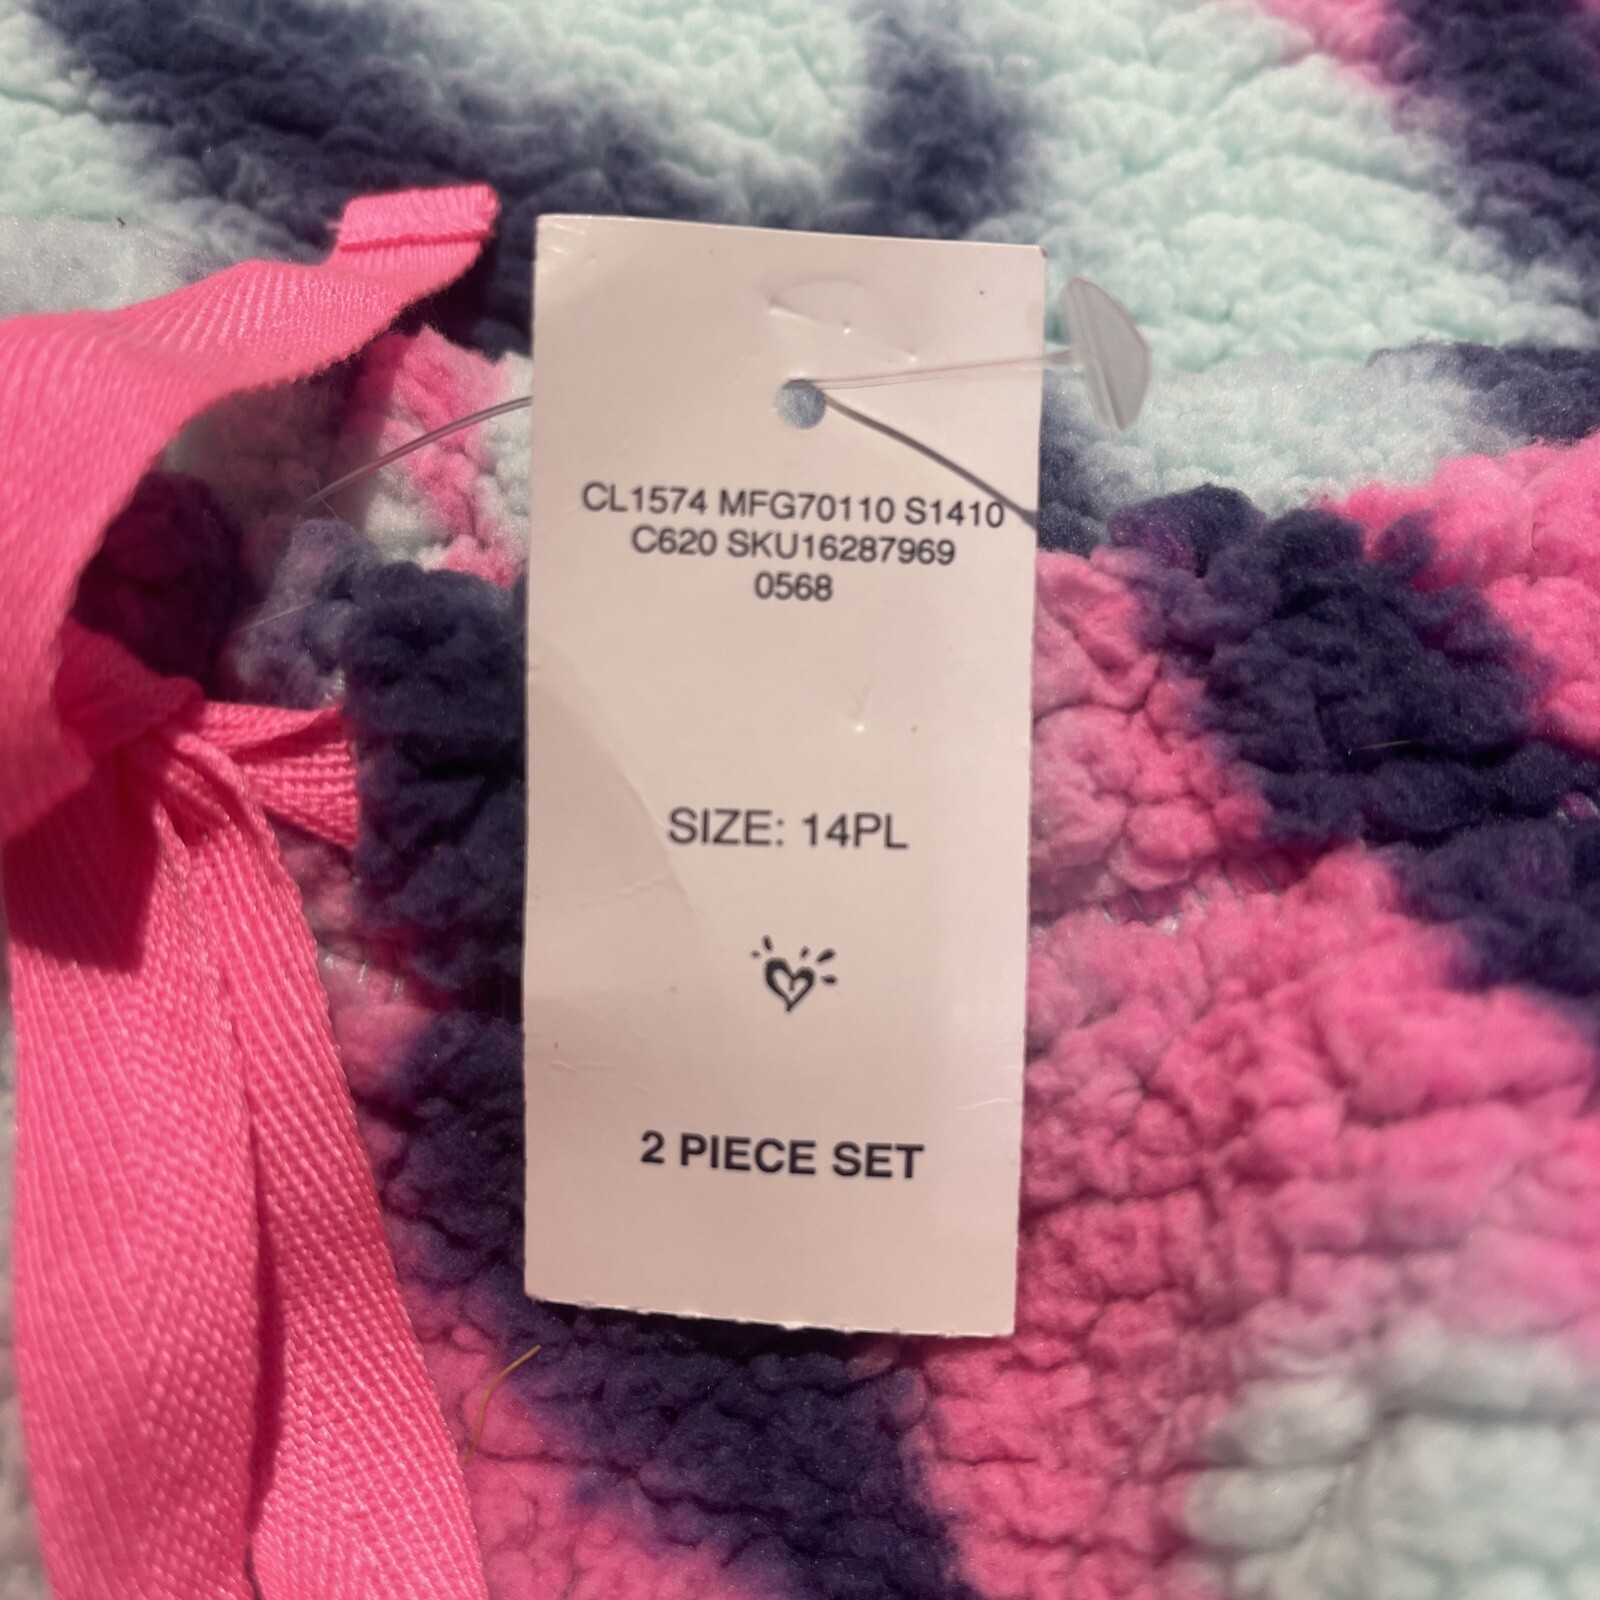 CL1574 MFG70110 S1410
C620 SKU16287969
0568
SIZE: 14PL
2 PIECE SET